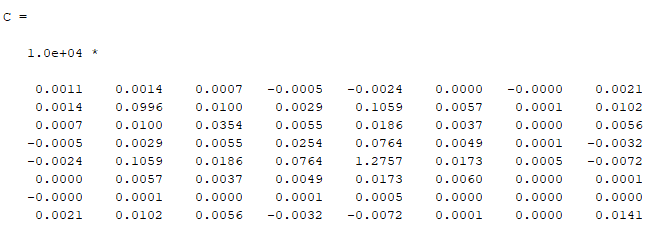 C =
1.0e+04 *
0.0011 0.0014 0.0007 -0.0005 -0.0024 0.0000 -0.0000 0.0021
0.0014 0.0996 0.0100 0.0029 0.1059 0.0057 0.0001 0.0102
0.0007 0.0100 0.0354 0.0055 0.0186 0.0037 0.0000 0.0056
-0.0005 0.0029 0.0055 0.0254 0.0764 0.0049 0.0001 -0.0032
-0.0024 0.1059 0.0186 0.0764 1.2757 0.0173 0.0005 -0.0072
0.0000 0.0057 0.0037 0.0049 0.0173 0.0060 0.0000 0.0001
-0.0000 0.0001 0.0000 0.0001 0.0005 0.0000 0.0000 0.0000
0.0021 0.0102 0.0056 -0.0032 -0.0072 0.0001 0.0000 0.0141